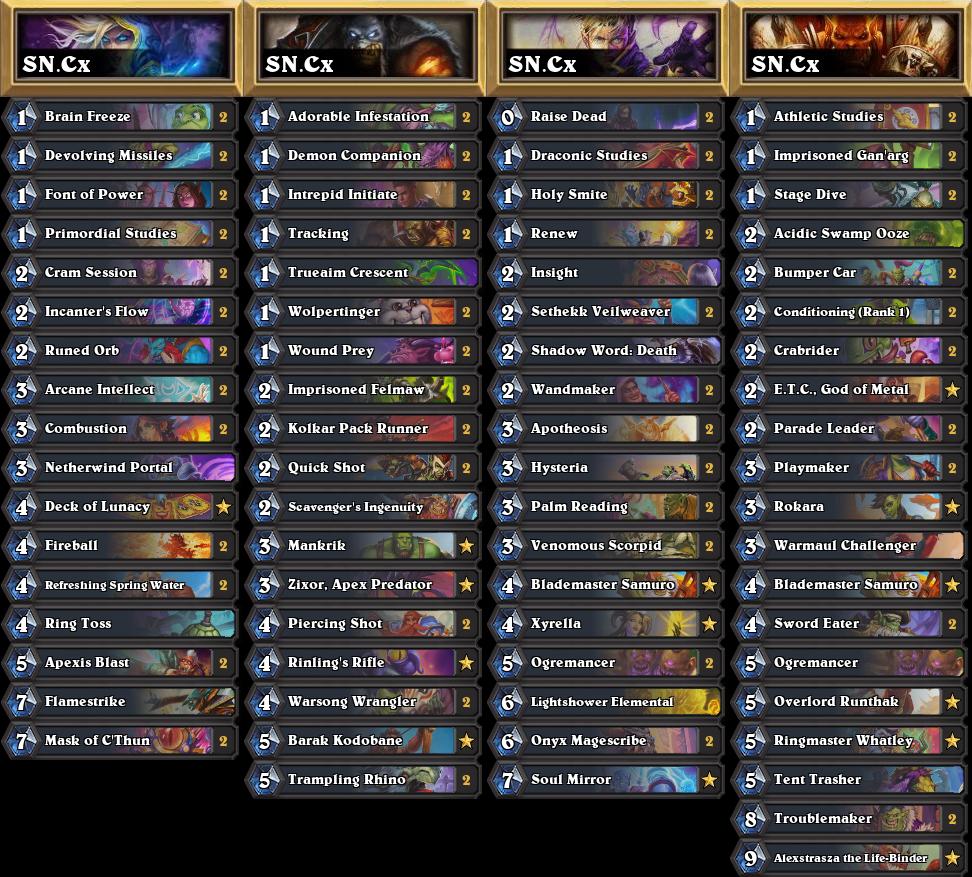 SN.Cx
1 Brain Freeze 2
1 Devolving Missiles 2
1 Font of Power 2
1 Primordial Studies 2
2 Cram Session 2
2 Incanter's Flow 2
2 Runed Orb 2
3 Arcane Intellect 2
3 Combustion 2
3 Netherwind Portal
4 Deck of Lunacy
4 Fireball 2
4 Refreshing Spring Water 2
4 Ring Toss
5 Apexis Blast 2
7 Flamestrike
7 Mask of C'Thun 2
SN.Cx
1 Adorable Infestation 2
1 Demon Companion 2
1 Intrepid Initiate 2
1 Tracking 2
1 Trueaim Crescent
1 Wolpertinger 2
1 Wound Prey 2
2 Imprisoned Felmaw 2
2 Kolkar Pack Runner 2
2 Quick Shot 2
2 Scavenger's Ingenuity
3 Mankrik
3 Zixor, Apex Predator
4 Piercing Shot 2
4 Rinling's Rifle
4 Warsong Wrangler 2
5 Barak Kodobane
5 Trampling Rhino 2
SN.Cx
0 Raise Dead 2
1 Draconic Studies 2
1 Holy Smite 2
1 Renew 2
2 Insight
2 Sethekk Veilweaver 2
2 Shadow Word: Death
2 Wandmaker 2
3 Apotheosis 2
3 Hysteria 2
3 Palm Reading 2
3 Venomous Scorpid 2
4 Blademaster Samuro
4 Xyrella
5 Ogremancer 2
6 Lightshower Elemental
6 Onyx Magescribe 2
7 Soul Mirror
SN.Cx
1 Athletic Studies 2
1 Imprisoned Gan'arg 2
1 Stage Dive 2
2 Acidic Swamp Ooze
2 Bumper Car 2
2 Conditioning (Rank 1) 2
2 Crabrider 2
2 E.T.C., God of Metal
2 Parade Leader 2
3 Playmaker 2
3 Rokara
3 Warmaul Challenger
4 Blademaster Samuro
4 Sword Eater 2
5 Ogremancer
5 Overlord Runthak
5 Ringmaster Whatley
5 Tent Trasher
8 Troublemaker 2
9 Alexstrasza the Life-Binder